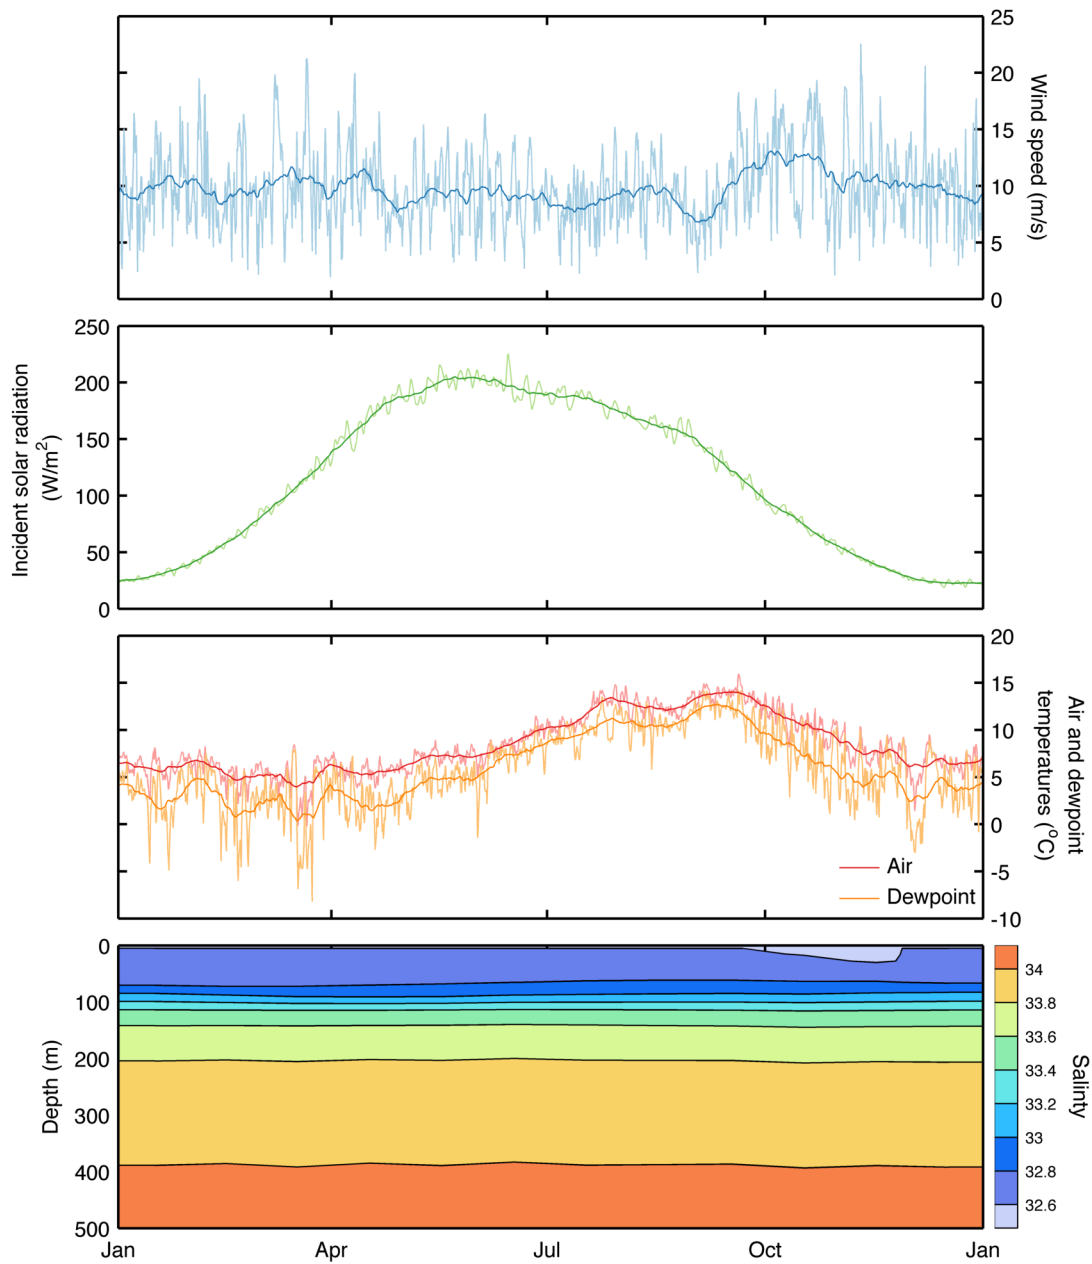 25
20
15
10
5
0
Wind speed (m/s)
250
200
150
100
50
0
Incident solar radiation
(W/m2)
20
15
10
5
0
-5
-10
Air and dewpoint
temperatures (oC)
Air
Dewpoint
0
100
200
300
400
500
Depth (m)
Jan
Apr
Jul
Oct
Jan
34
33.8
33.6
33.4
33.2
33
32.8
32.6
Salinty